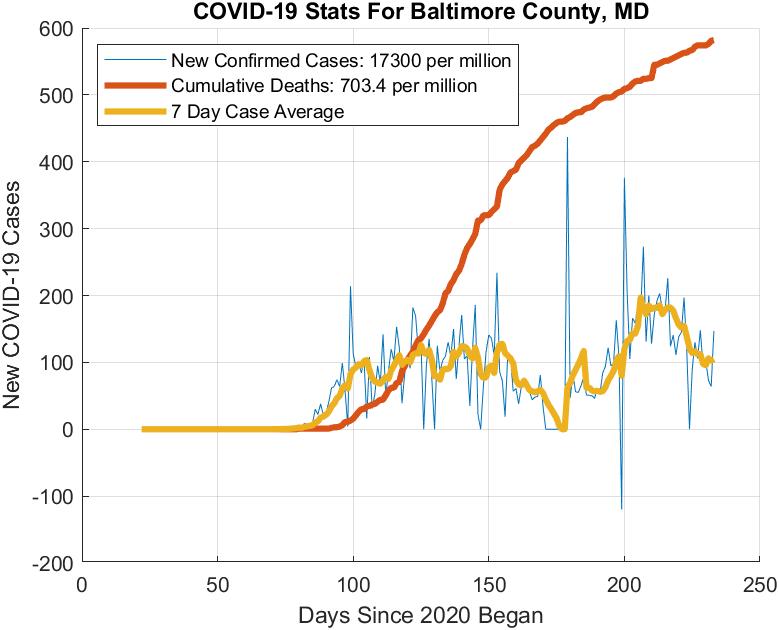 COVID-19 Stats For Baltimore County, MD
New Confirmed Cases: 17300 per million
Cumulative Deaths: 703.4 per million
7 Day Case Average
600
500
400
300
200
100
0
-100
-200
New COVID-19 Cases
0
50
100
150
200
250
Days Since 2020 Began